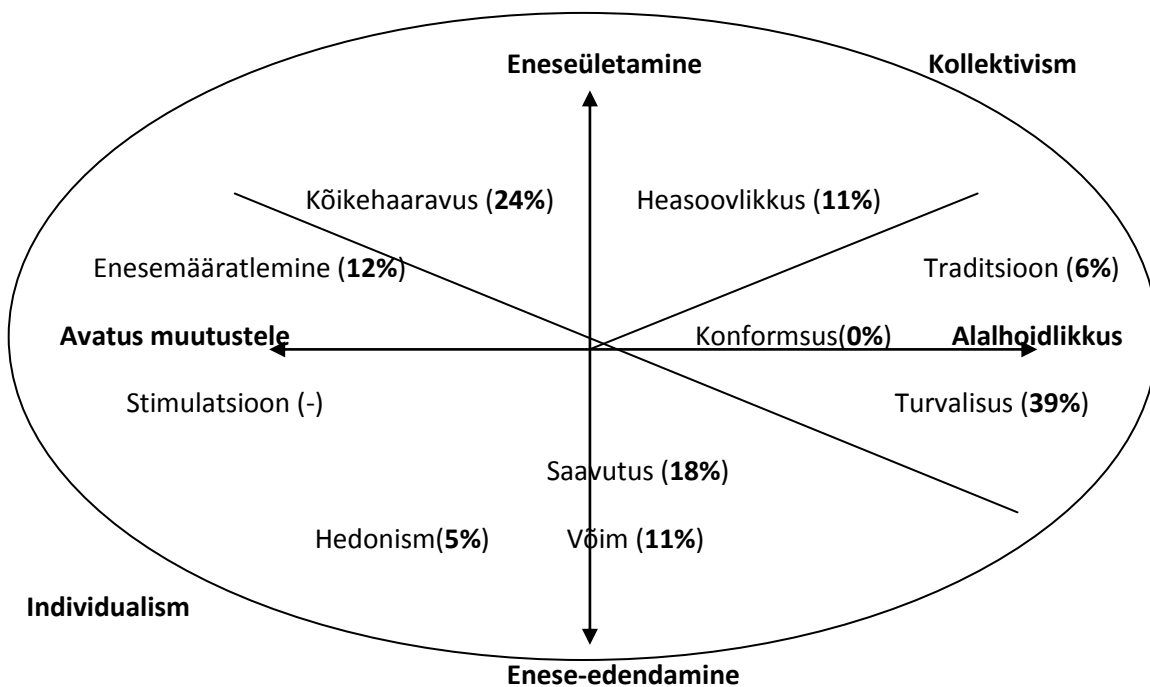 Eneseületamine
Kollektivism
Kõikehaaravus (24%)
Heasoovlikkus (11%)
Enesemääratlemine (12%)
Traditsioon (6%)
Avatus muutustele
Konformsus(0%)
Alalhoidlikkus
Stimulatsioon (-)
Turvalisus (39%)
Saavutus (18%)
Hedonism(5%)
Võim (11%)
Individualism
Enese-edendamine